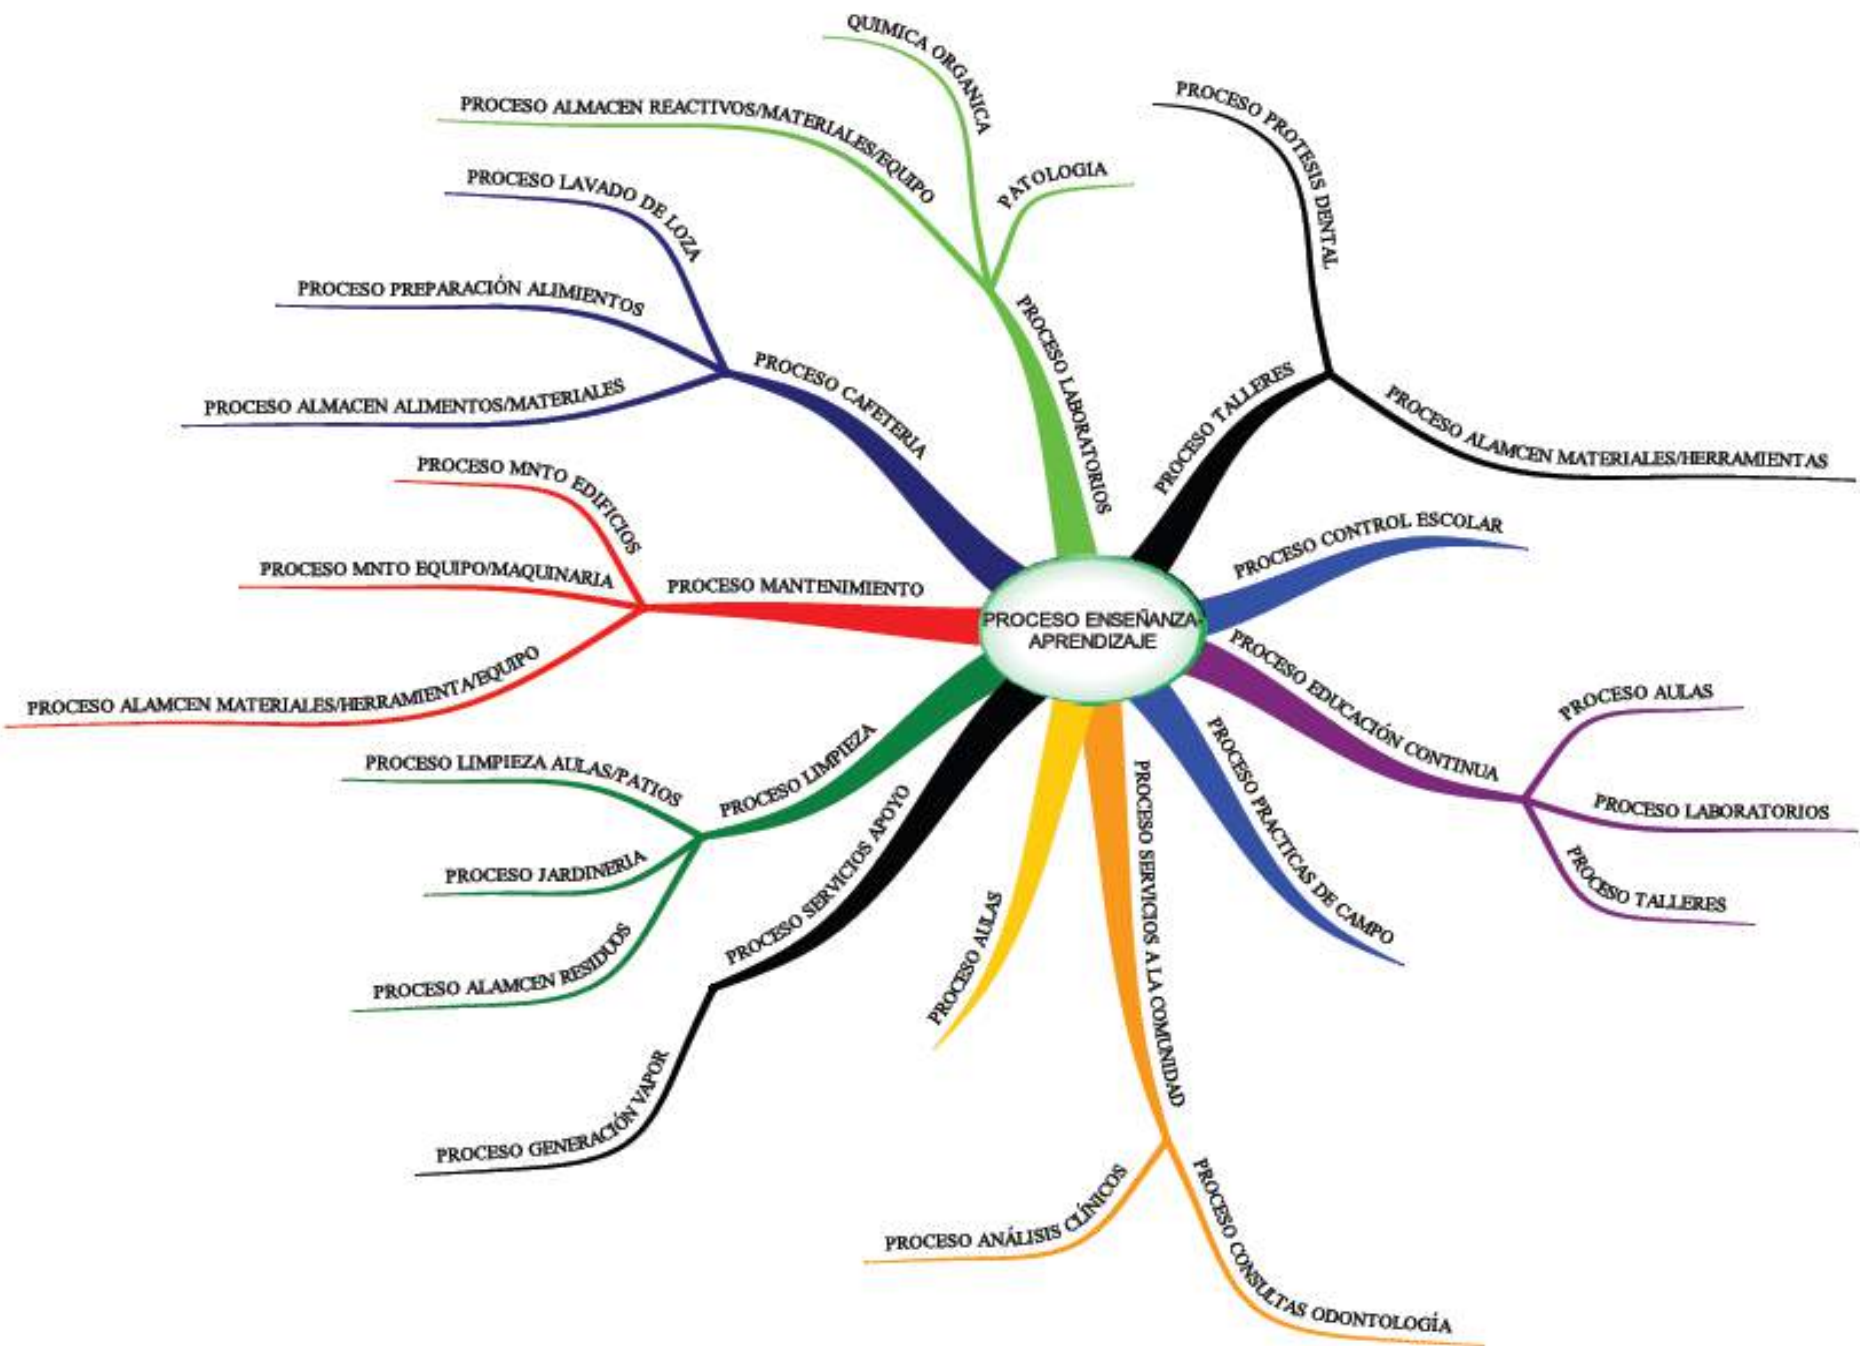 QUIMICA ORGANICA
PROCESO ALMACEN REACTIVOS/MATERIALES/EQUIPO
PATOLOGIA
PROCESO LABORATORIOS
PROCESO PROTESIS DENTAL
PROCESO TALLERES
PROCESO ALAMCEN MATERIALES/HERRAMIENTAS
PROCESO LAVADO DE LOZA
PROCESO PREPARACIÓN ALIMIENTOS
PROCESO ALMACEN ALIMENTOS/MATERIALES
PROCESO CAFETERIA
PROCESO CONTROL ESCOLAR
PROCESO MNTO EDIFICIOS
PROCESO MNTO EQUIPO/MAQUINARIA
PROCESO ALAMCEN MATERIALES/HERRAMIENTA/EQUIPO
PROCESO MANTENIMIENTO
PROCESO ENSEÑANZA-
APRENDIZAJE
PROCESO EDUCACIÓN CONTINUA
PROCESO AULAS
PROCESO LABORATORIOS
PROCESO TALLERES
PROCESO LIMPIEZA AULAS/PATIOS
PROCESO JARDINERIA
PROCESO ALAMCEN RESIDUOS
PROCESO LIMPIEZA
PROCESO SERVICIOS APOYO
PROCESO GENERACIÓN VAPOR
PROCESO AULAS
PROCESO SERVICIOS A LA COMUNIDAD
PROCESO PRACTICAS DE CAMPO
PROCESO ANÁLISIS CLÍNICOS
PROCESO CONSULTAS ODONTOLOGÍA